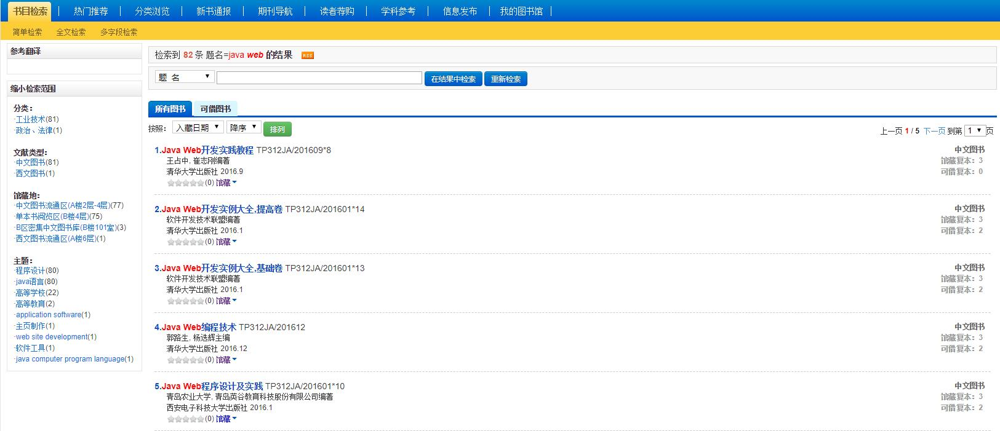 书目检索 热门推荐 分类浏览 新书通报 期刊导航 读者荐购 学科参考 信息发布 我的图书馆
简单检索 全文检索 多字段检索
参考翻译
缩小检索范围
分类：
·工业技术(81)
·政治、法律(1)
文献类型：
·中文图书(81)
·西文图书(1)
馆藏地：
·中文图书流通区(A楼2层-4层)(77)
·单本书阅览区(B楼4层)(75)
·B区密集中文图书库(B楼101室)(3)
·西文图书流通区(A楼6层)(1)
主题：
·程序设计(80)
·java语言(80)
·高等学校(22)
·高等教育(2)
·application software(1)
·主页制作(1)
·web site development(1)
·软件工具(1)
·java computer program language(1)
检索到 82 条 题名=java web 的结果 RSS
题 名 在结果中检索 重新检索
所有图书 可借图书
按照： 入藏日期 降序 排列 上一页 1 / 5 下一页 到第 1 页
1.Java Web开发实践教程 TP312JA/201609*8 中文图书
王占中, 崔志刚编著 馆藏复本：3
清华大学出版社 2016.9 可借复本：0
(0) 馆藏
2.Java Web开发实例大全,提高卷 TP312JA/201601*14 中文图书
软件开发技术联盟编著 馆藏复本：3
清华大学出版社 2016.1 可借复本：2
(0) 馆藏
3.Java Web开发实例大全,基础卷 TP312JA/201601*13 中文图书
软件开发技术联盟编著 馆藏复本：3
清华大学出版社 2016.1 可借复本：2
(0) 馆藏
4.Java Web编程技术 TP312JA/201612 中文图书
郭路生, 杨选辉主编 馆藏复本：3
清华大学出版社 2016.12 可借复本：2
(0) 馆藏
5.Java Web程序设计及实践 TP312JA/201601*10 中文图书
青岛农业大学, 青岛英谷教育科技股份有限公司编著 馆藏复本：3
西安电子科技大学出版社 2016.1 可借复本：2
(0) 馆藏